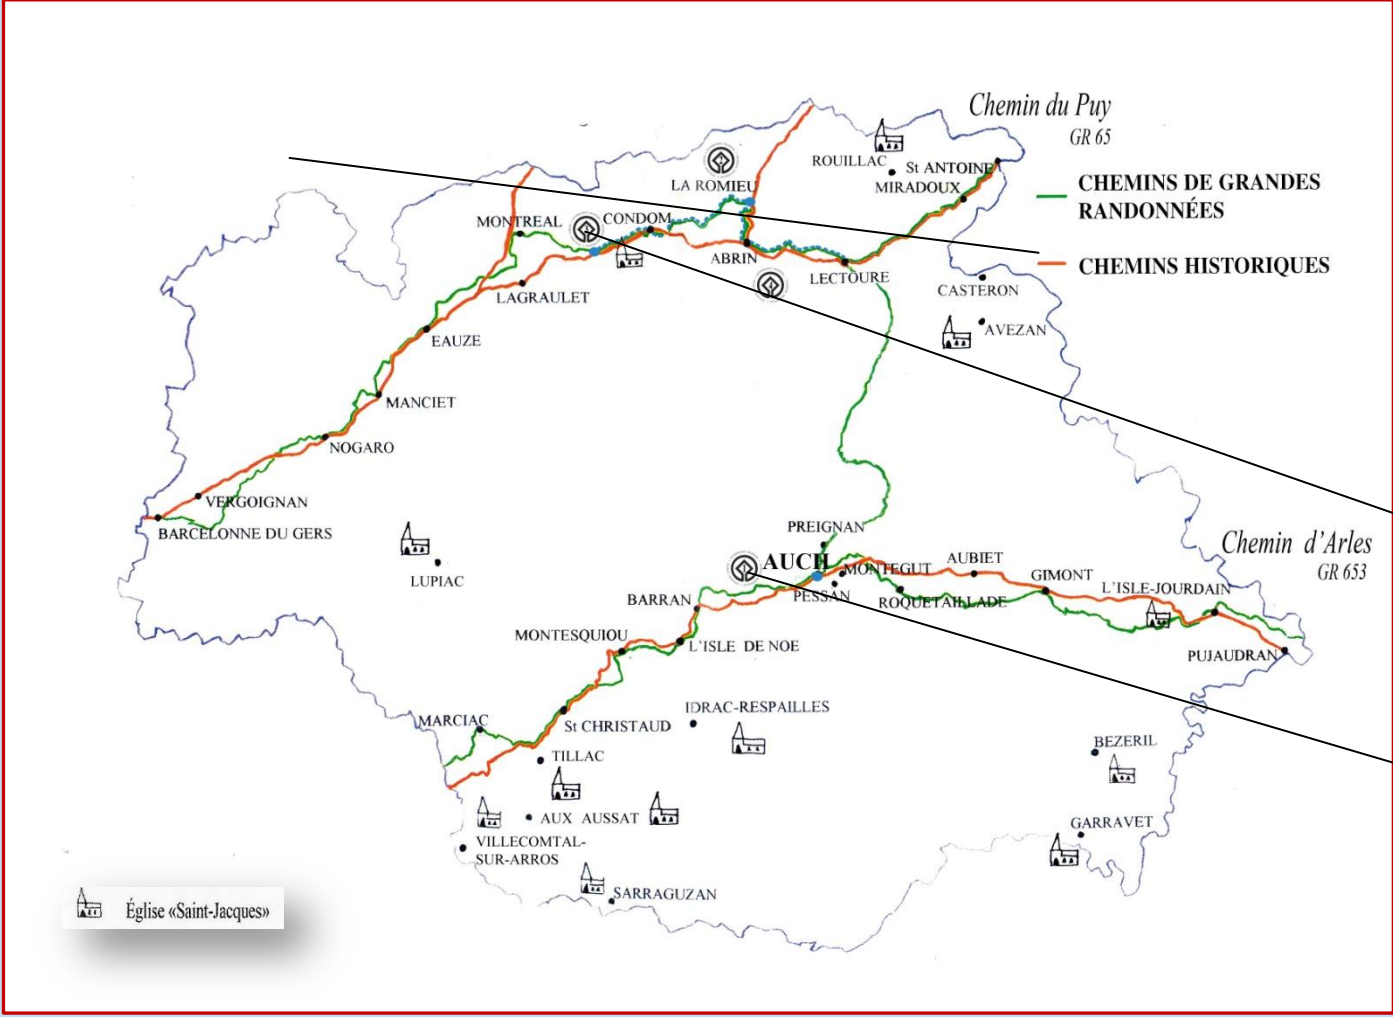 Chemin du Puy
GR 65
CHEMINS DE GRANDES
RANDONNÉES
CHEMINS HISTORIQUES
ROUILLAC
St ANTOINE
MIRADOUX
LA ROMIEU
MONTREAL
CONDOM
ABRIN
LECTOURE
CASTERON
LAGRAULET
AVEZAN
EAUZE
MANCIET
NOGARO
VERGOIGNAN
BARCELONNE DU GERS
PREIGNAN
Chemin d'Arles
GR 653
LUPIAC
AUCH
MONTEGUT
AUBIET
GIMONT
L'ISLE-JOURDAIN
BARRAN
PESSAN
ROQUETAILLADE
MONTESQUIOU
L'ISLE DE NOE
PUJAUDRAN
MARCIAC
St CHRISTAUD
IDRAC-RESPAILLES
BEZERIL
TILLAC
AUX AUSSAT
GARRAVET
VILLECOMTAL-
SUR-ARROS
SARRAGUZAN
Église «Saint-Jacques»